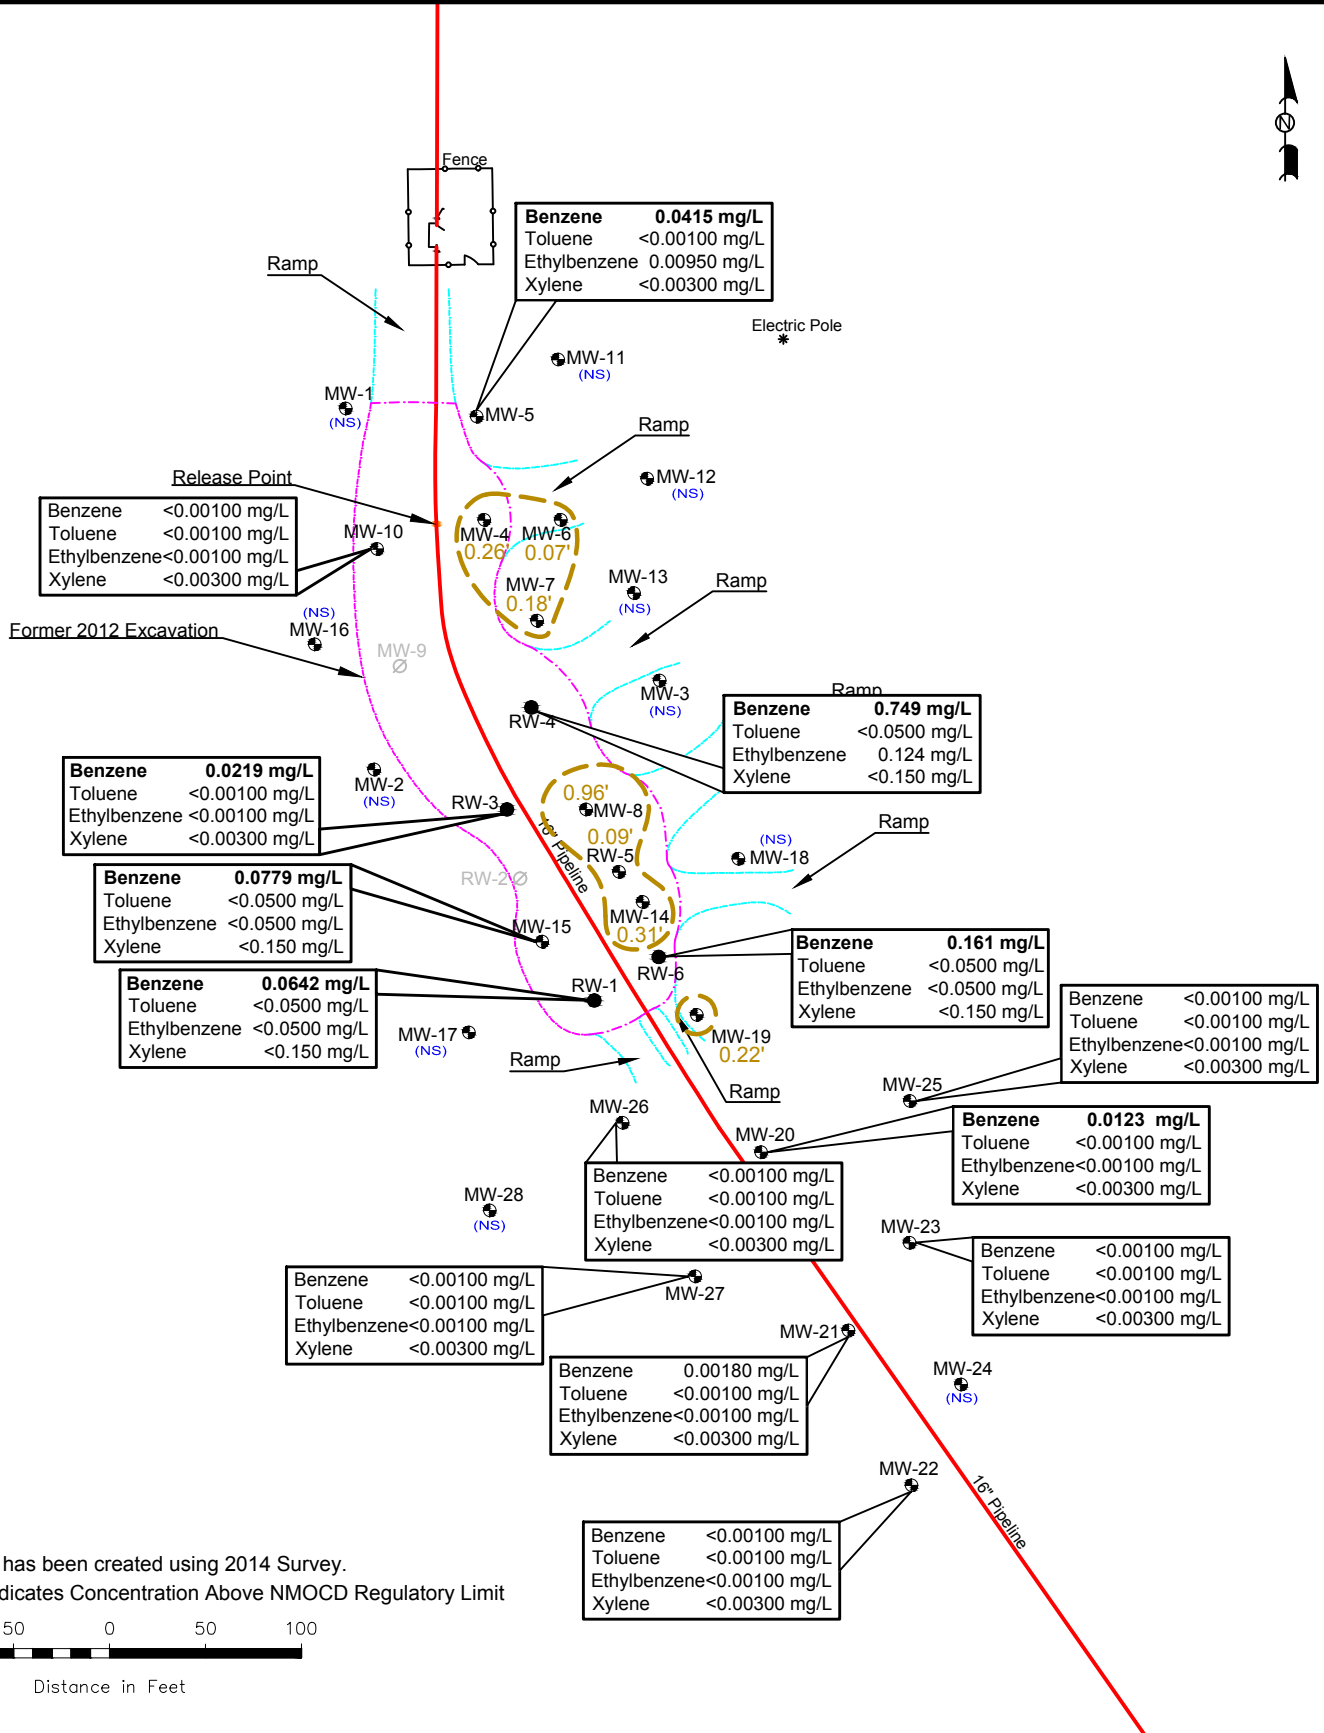 Fence
N
Benzene 0.0415 mg/L
Toluene <0.00100 mg/L
Ethylbenzene 0.00950 mg/L
Xylene <0.00300 mg/L
Ramp
Electric Pole
MW-11
(NS)
MW-1
(NS)
MW-5
Ramp
Release Point
MW-12
(NS)
Benzene <0.00100 mg/L
Toluene <0.00100 mg/L
Ethylbenzene<0.00100 mg/L
Xylene <0.00300 mg/L
MW-10
MW-4
0.26'
MW-6
0.07'
MW-7
0.18'
MW-13
(NS)
Ramp
(NS)
MW-16
Former 2012 Excavation
MW-9
MW-3
(NS)
Ramp
RW-4
Benzene 0.749 mg/L
Toluene <0.0500 mg/L
Ethylbenzene 0.124 mg/L
Xylene <0.150 mg/L
Benzene 0.0219 mg/L
Toluene <0.00100 mg/L
Ethylbenzene <0.00100 mg/L
Xylene <0.00300 mg/L
MW-2
(NS)
RW-3
0.96'
MW-8
0.09'
RW-5
16" Pipeline
Ramp
(NS)
MW-18
Benzene 0.0779 mg/L
Toluene <0.0500 mg/L
Ethylbenzene <0.0500 mg/L
Xylene <0.150 mg/L
RW-2
MW-15
MW-14
0.31'
RW-6
Benzene 0.161 mg/L
Toluene <0.0500 mg/L
Ethylbenzene <0.0500 mg/L
Xylene <0.150 mg/L
Benzene 0.0642 mg/L
Toluene <0.0500 mg/L
Ethylbenzene <0.0500 mg/L
Xylene <0.150 mg/L
RW-1
MW-17
(NS)
Ramp
MW-19
0.22'
Ramp
Benzene <0.00100 mg/L
Toluene <0.00100 mg/L
Ethylbenzene<0.00100 mg/L
Xylene <0.00300 mg/L
MW-25
MW-26
MW-20
Benzene 0.0123 mg/L
Toluene <0.00100 mg/L
Ethylbenzene<0.00100 mg/L
Xylene <0.00300 mg/L
Benzene <0.00100 mg/L
Toluene <0.00100 mg/L
Ethylbenzene<0.00100 mg/L
Xylene <0.00300 mg/L
MW-28
(NS)
MW-23
Benzene <0.00100 mg/L
Toluene <0.00100 mg/L
Ethylbenzene<0.00100 mg/L
Xylene <0.00300 mg/L
Benzene <0.00100 mg/L
Toluene <0.00100 mg/L
Ethylbenzene<0.00100 mg/L
Xylene <0.00300 mg/L
MW-27
MW-21
Benzene 0.00180 mg/L
Toluene <0.00100 mg/L
Ethylbenzene<0.00100 mg/L
Xylene <0.00300 mg/L
MW-24
(NS)
MW-22
16" Pipeline
Benzene <0.00100 mg/L
Toluene <0.00100 mg/L
Ethylbenzene<0.00100 mg/L
Xylene <0.00300 mg/L
has been created using 2014 Survey.
dicates Concentration Above NMOCD Regulatory Limit
50 0 50 100
Distance in Feet